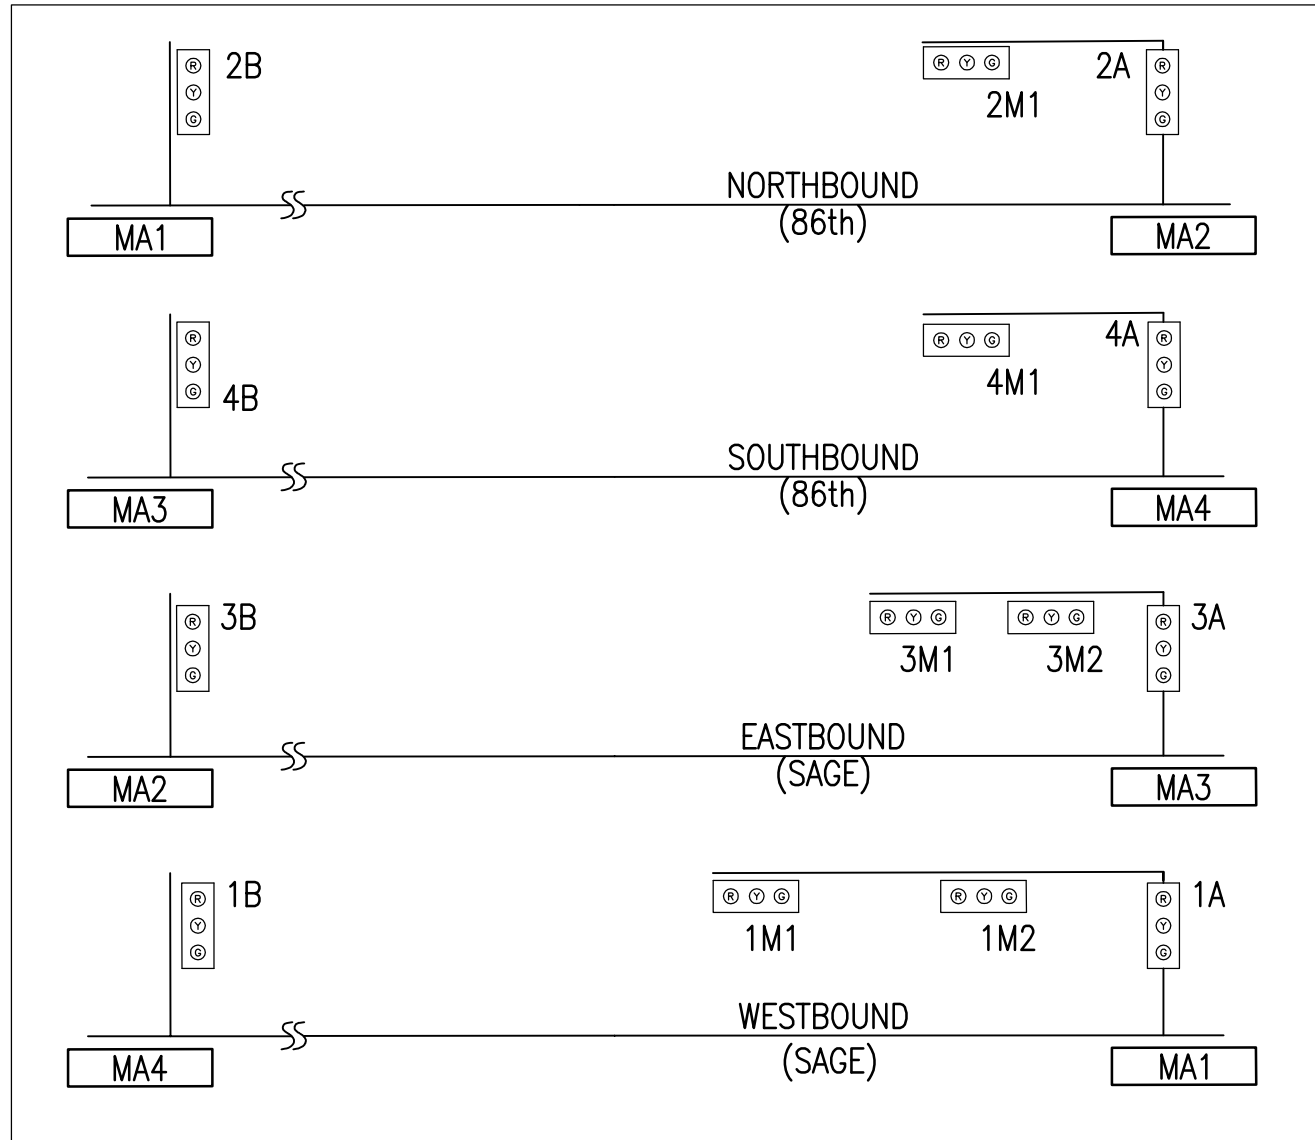 R
Y
G
2B
R Y G
2M1
2A
R
Y
G
NORTHBOUND
(86th)
MA1
MA2
R
Y
G
4B
R Y G
4M1
4A
R
Y
G
SOUTHBOUND
(86th)
MA3
MA4
R
Y
G
3B
R Y G
3M1
R Y G
3M2
3A
R
Y
G
EASTBOUND
(SAGE)
MA2
MA3
R
Y
G
1B
R Y G
1M1
R Y G
1M2
1A
R
Y
G
WESTBOUND
(SAGE)
MA4
MA1